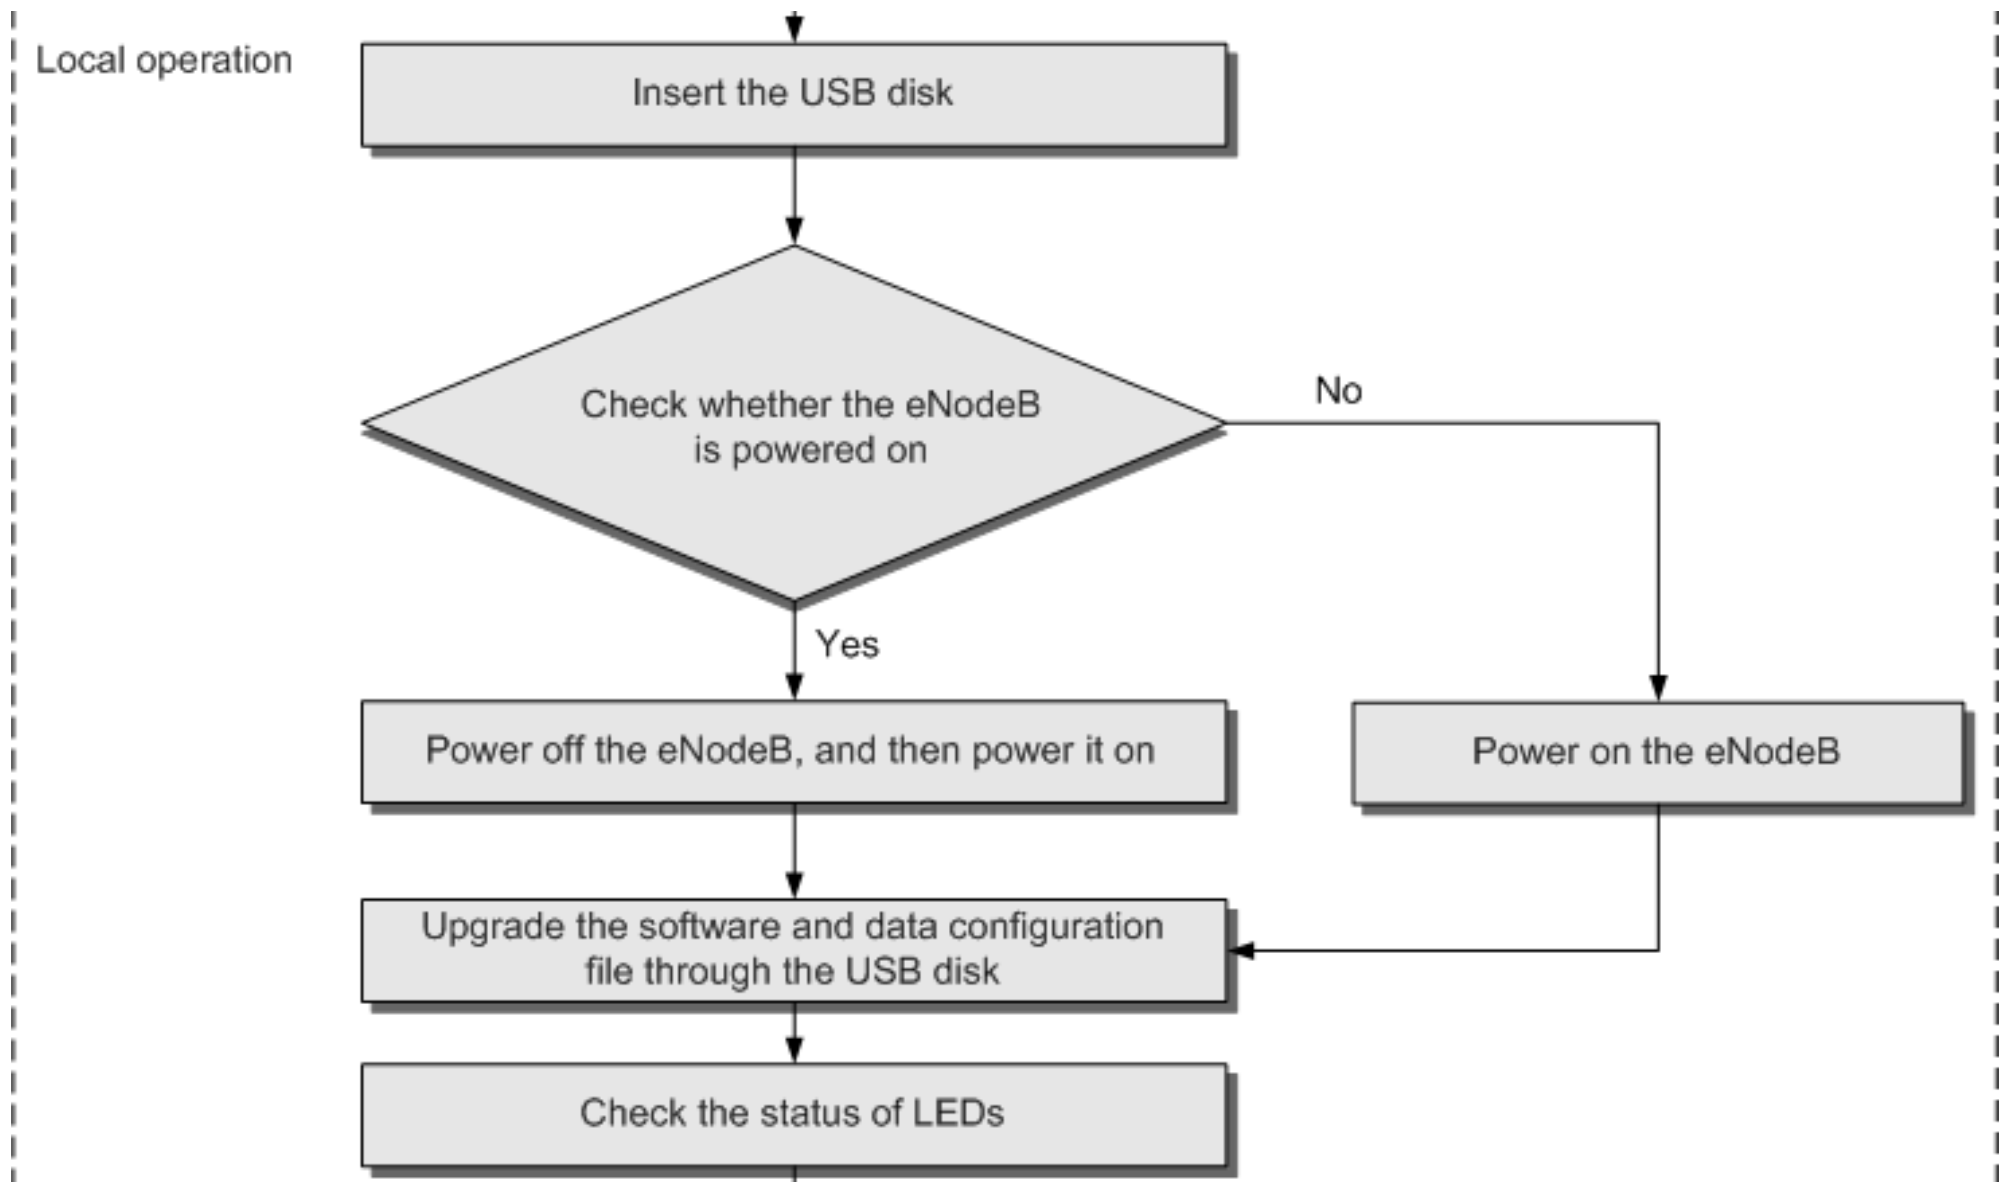 Local operation
Insert the USB disk
Check whether the eNodeB
is powered on
No
Yes
Power off the eNodeB, and then power it on
Power on the eNodeB
Upgrade the software and data configuration
file through the USB disk
Check the status of LEDs